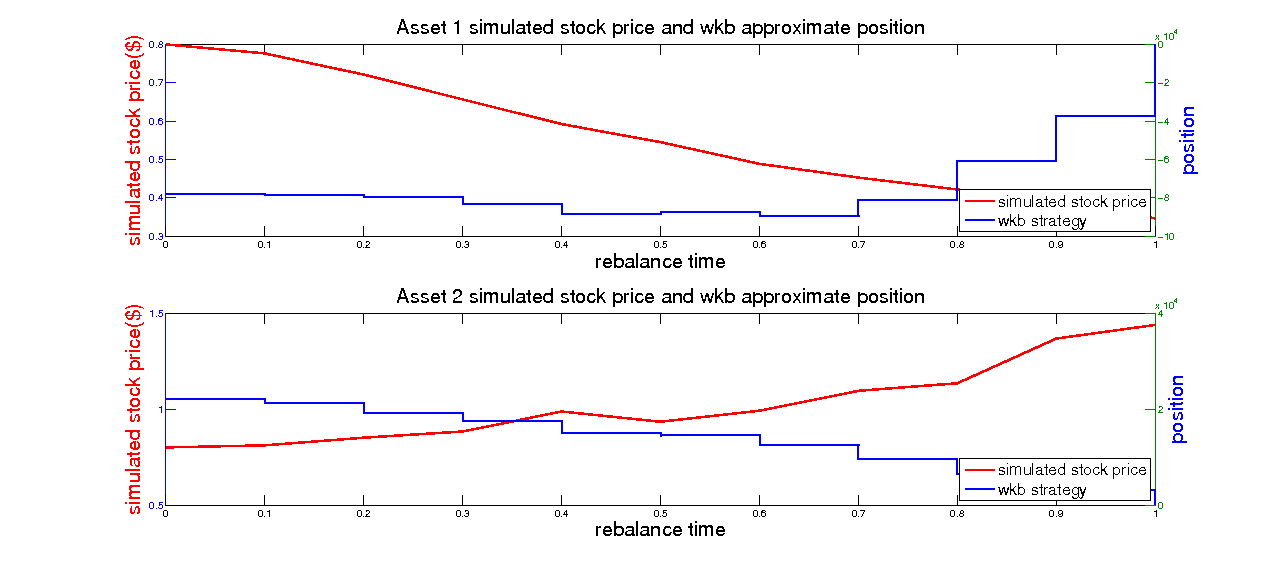 Asset 1 simulated stock price and wkb approximate position
simulated stock price($)
0.8
0.7
0.6
0.5
0.4
0.3
x 10^4
0
−2
−4
−6
−8
−10
position
simulated stock price
wkb strategy
0 0.1 0.2 0.3 0.4 0.5 0.6 0.7 0.8 0.9 1
rebalance time
Asset 2 simulated stock price and wkb approximate position
simulated stock price($)
1.5
1
0.5
x 10^4
4
2
0
position
simulated stock price
wkb strategy
0 0.1 0.2 0.3 0.4 0.5 0.6 0.7 0.8 0.9 1
rebalance time